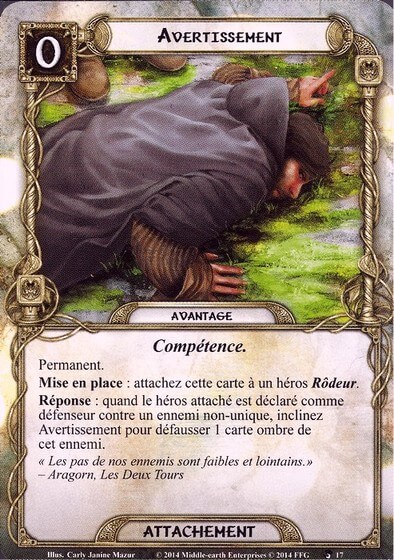 0
Avertissement
AVANTAGE
Compétence.
Permanent.
Mise en place : attachez cette carte à un héros Rôdeur.
Réponse : quand le héros attaché est déclaré comme
défenseur contre un ennemi non-unique, inclinez
Avertissement pour défausser 1 carte ombre de
cet ennemi.
« Les pas de nos ennemis sont faibles et lointains.»
– Aragorn, Les Deux Tours
ATTACHEMENT
Illus. Carly Janine Mazur © 2014 Middle-earth Enterprises © 2014 FFG 17